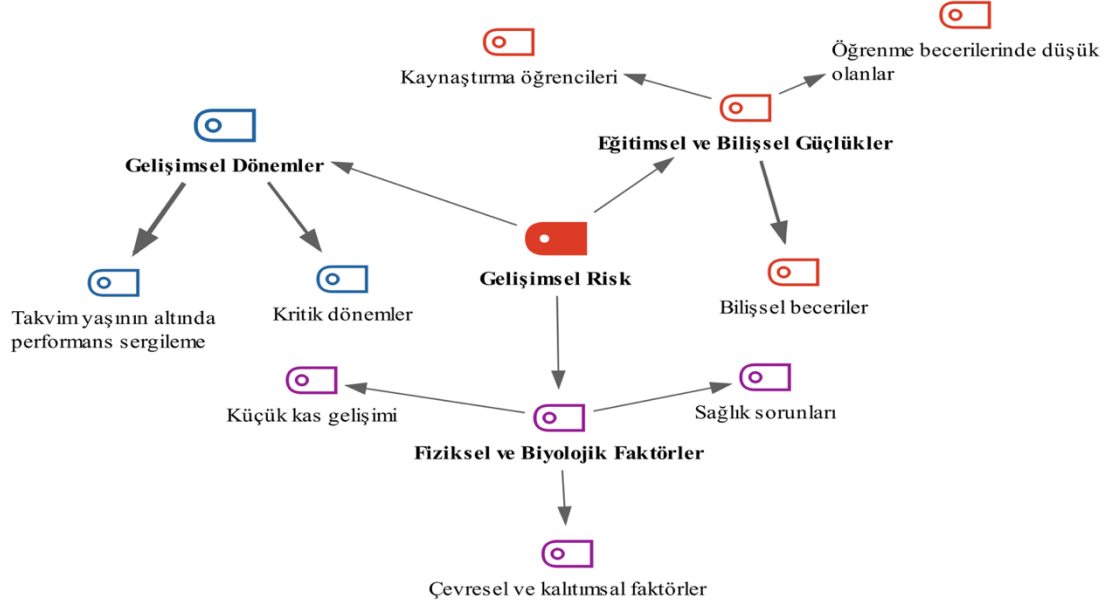 Öğrenme becerilerinde düşük
olanlar
Kaynaştırma öğrencileri
Eğitimsel ve Bilişsel Güçlükler
Gelişimsel Dönemler
Gelişimsel Risk
Bilişsel beceriler
Takvim yaşının altında
performans sergileme
Kritik dönemler
Küçük kas gelişimi
Sağlık sorunları
Fiziksel ve Biyolojik Faktörler
Çevresel ve kalıtımsal faktörler